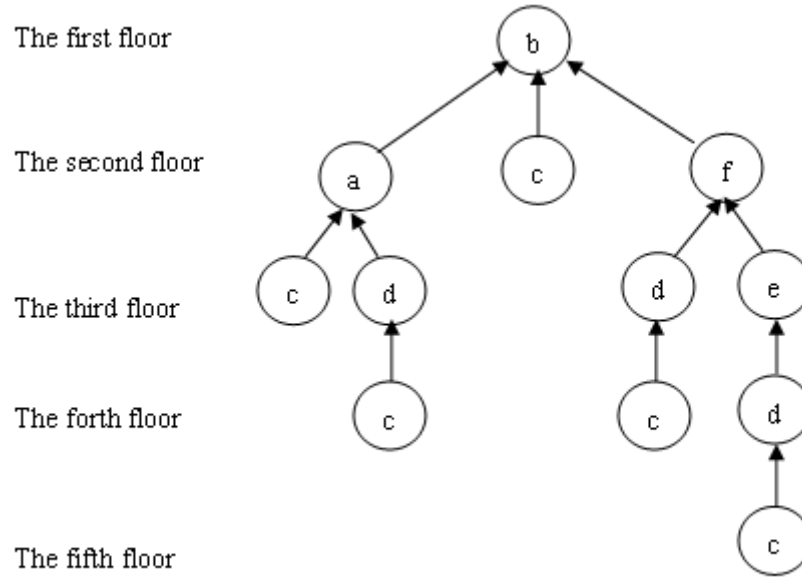 The first floor
b
The second floor
a
c
f
The third floor
c
d
d
e
The forth floor
c
c
d
The fifth floor
c